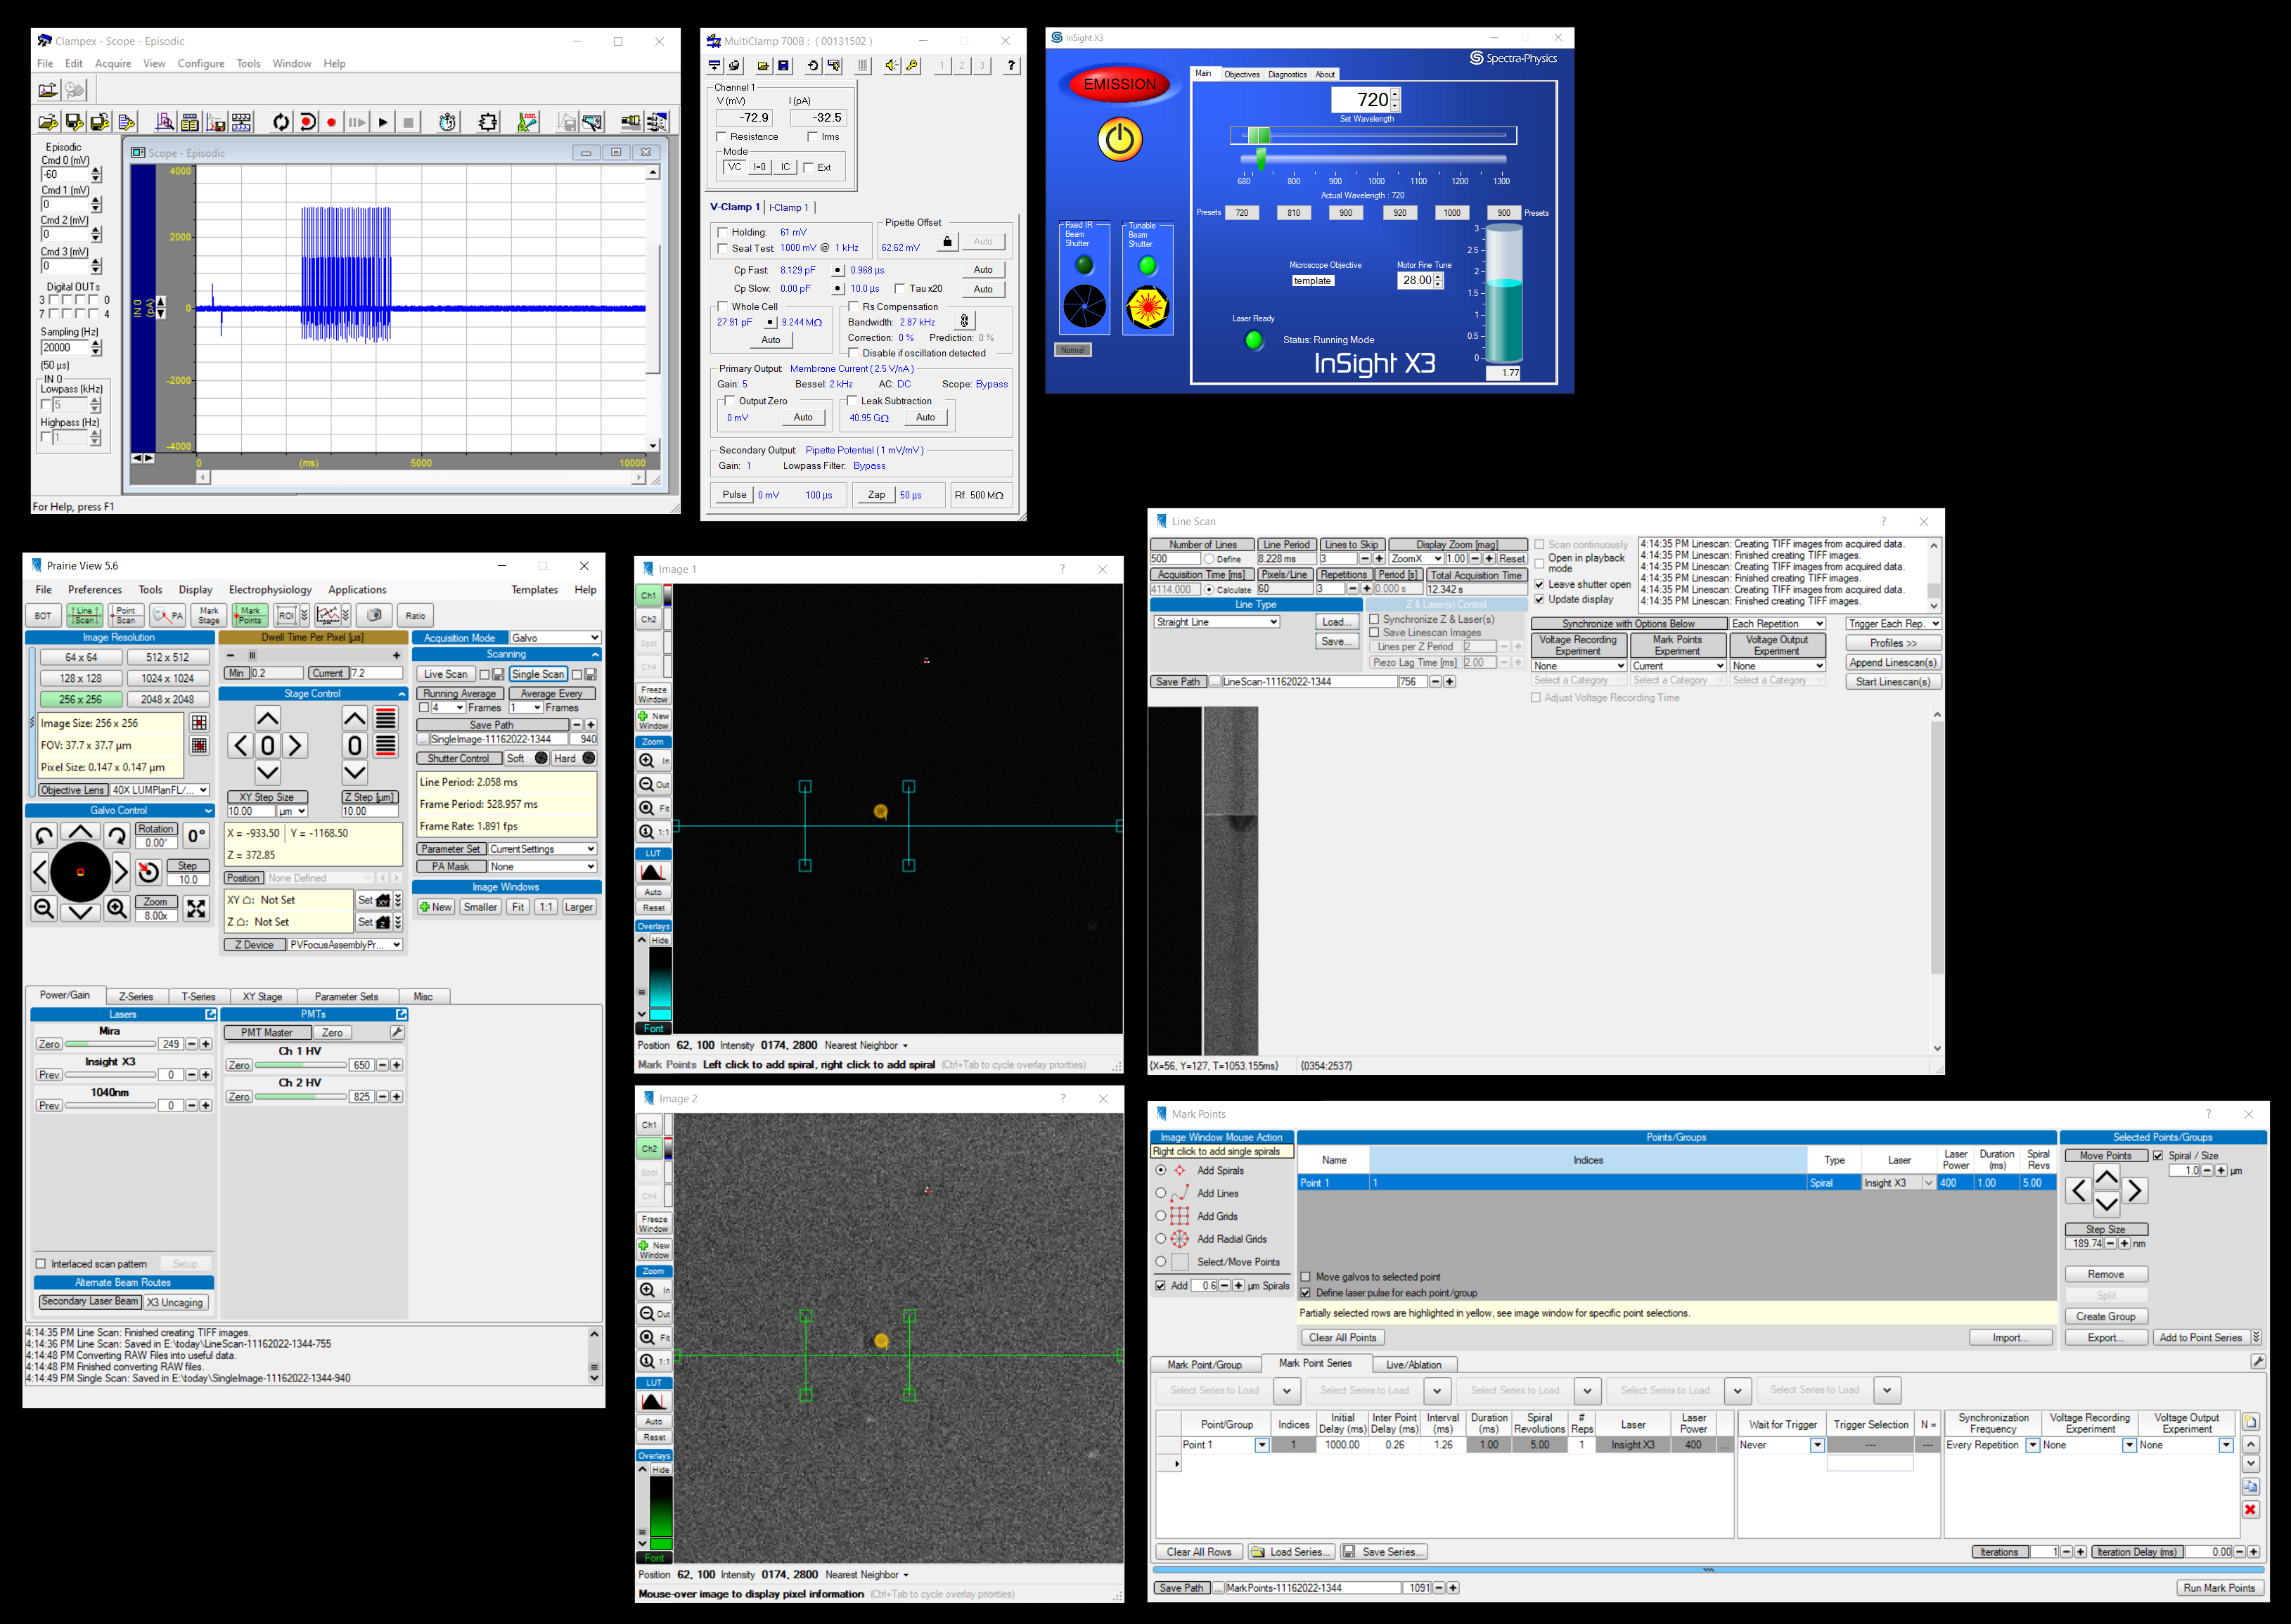 Clampex - Scope - Episodic
File Edit Acquire View Configure Tools Window Help
Episodic
Cmd 0 (mV)
-60
Cmd 1 (mV)
0
Cmd 2 (mV)
0
Cmd 3 (mV)
0
Digital OUTs
3 0
7 4
Sampling (Hz)
20000
(50 µs)
IN 0
Lowpass (kHz)
5
Highpass (Hz)
1
Scope - Episodic
4000
2000
0
-2000
-4000
IN 0
(pA)
0 (ms) 5000 10000
For Help, press F1
MultiClamp 700B : ( 00131502 )
1 2 3 ?
Channel 1
V (mV) I (pA)
-72.9 -32.5
Resistance Irms
Mode
VC I=0 IC Ext
V-Clamp 1 I-Clamp 1
Holding: 61 mV
Seal Test 1000 mV @ 1 kHz
Pipette Offset
62.62 mV Auto
Cp Fast: 8.129 pF 0.968 µs Auto
Cp Slow: 0.00 pF 10.0 µs Tau x20 Auto
Whole Cell
27.91 pF 9.244 MΩ
Auto
Rs Compensation
Bandwidth: 2.87 kHz
Correction: 0 % Prediction: 0 %
Disable if oscillation detected
Primary Output: Membrane Current ( 2.5 V/nA )
Gain: 5 Bessel: 2 kHz AC: DC Scope: Bypass
Output Zero
0 mV Auto
Leak Subtraction
40.95 GΩ Auto
Secondary Output: Pipette Potential ( 1 mV/mV )
Gain: 1 Lowpass Filter: Bypass
Pulse 0 mV 100 µs Zap 50 µs Rf: 500 MΩ
InSight X3
Spectra-Physics
EMISSION
Main Objectives Diagnostics About
720
Set Wavelength
680 800 900 1000 1100 1200 1300
Actual Wavelength : 720
Presets 720 810 900 920 1000 900 Presets
Fixed IR Beam Shutter
Tunable Beam Shutter
Normal
Microscope Objective
template
Motor Fine Tune
28.00
3
2.5
2
1.5
1
0.5
0
1.77
Laser Ready
Status: Running Mode
InSight X3
Prairie View 5.6
File Preferences Tools Display Electrophysiology Applications Templates Help
BOT Line Scan Point Scan PA Mark Stage Mark Points ROI Ratio
Image Resolution
64 x 64 512 x 512
128 x 128 1024 x 1024
256 x 256 2048 x 2048
Image Size: 256 x 256
FOV: 37.7 x 37.7 µm
Pixel Size: 0.147 x 0.147 µm
Objective Lens 40X LUMPlanFL/...
Galvo Control
Rotation
0.00°
0°
Step
10.0
Zoom
8.00x
Dwell Time Per Pixel [µs]
Min 0.2 Current 7.2
Stage Control
0 0
XY Step Size Z Step [µm]
10.00 µm 10.00
X = -933.50 Y = -1168.50
Z = 372.85
Position None Defined
XY Not Set Set
Z Not Set Set
Z Device PVFocusAssemblyPr...
Acquisition Mode Galvo
Scanning
Live Scan Single Scan
Running Average Average Every
4 Frames 1 Frames
Save Path
... SingleImage-11162022-1344 940
Shutter Control Soft Hard
Line Period: 2.058 ms
Frame Period: 528.957 ms
Frame Rate: 1.891 fps
Parameter Set CurrentSettings
PA Mask None
Image Windows
New Smaller Fit 1:1 Larger
Power/Gain Z-Series T-Series XY Stage Parameter Sets Misc
Lasers
Mira
Zero 249
Insight X3
Prev 0
1040nm
Prev 0
PMTs
PMT Master Zero
Ch 1 HV
Zero 650
Ch 2 HV
Zero 825
Interlaced scan pattern Setup
Alternate Beam Routes
Secondary Laser Beam X3 Uncaging
4:14:35 PM Line Scan: Finished creating TIFF images.
4:14:36 PM Line Scan: Saved in E:\today\LineScan-11162022-1344-755
4:14:48 PM Converting RAW Files into useful data.
4:14:48 PM Finished converting RAW files.
4:14:49 PM Single Scan: Saved in E:\today\SingleImage-11162022-1344-940
Image 1
Ch1
Ch2
Spot
Ch4
Freeze Window
New Window
Zoom
In
Out
Fit
1:1
LUT
Auto
Reset
Overlays
Hide
Font
Position 62, 100 Intensity 0174, 2800 Nearest Neighbor
Mark Points Left click to add spiral, right click to add spiral (Ctrl+Tab to cycle overlay priorities)
Image 2
Ch1
Ch2
Spot
Ch4
Freeze Window
New Window
Zoom
In
Out
Fit
1:1
LUT
Auto
Reset
Overlays
Hide
Font
Position 62, 100 Intensity 0174, 2800 Nearest Neighbor
Mouse-over image to display pixel information (Ctrl+Tab to cycle overlay priorities)
Line Scan
Number of Lines Line Period Lines to Skip Display Zoom [mag]
500 Define 8.228 ms 3 ZoomX 1.00 Reset
Acquisition Time [ms] Pixels/Line Repetitions Period [s] Total Acquisition Time
4114.000 Calculate 60 3 0.000 s 12.342 s
Line Type
Straight Line Load...
Save...
Z & Laser(s) Control
Synchronize Z & Laser(s)
Save Linescan Images
Lines per Z Period 2
Piezo Lag Time [ms] 2.00
Save Path ... LineScan-11162022-1344 756
Scan continuously
Open in playback mode
Leave shutter open
Update display
4:14:35 PM Linescan: Creating TIFF images from acquired data.
4:14:35 PM Linescan: Finished creating TIFF images.
4:14:35 PM Linescan: Creating TIFF images from acquired data.
4:14:35 PM Linescan: Finished creating TIFF images.
4:14:35 PM Linescan: Creating TIFF images from acquired data.
4:14:35 PM Linescan: Finished creating TIFF images.
Synchronize with Options Below Each Repetition Trigger Each Rep.
Voltage Recording Experiment Mark Points Experiment Voltage Output Experiment
None Current None
Select a Category Select a Category Select a Category
Adjust Voltage Recording Time
Profiles >>
Append Linescan(s)
Start Linescan(s)
{X=56, Y=127, T=1053.155ms} {0354:2537}
Mark Points
Image Window Mouse Action
Right click to add single spirals
Add Spirals
Add Lines
Add Grids
Add Radial Grids
Select/Move Points
Add 0.6 µm Spirals
Points/Groups
Name Indices Type Laser Laser Power Duration (ms) Spiral Revs
Point 1 1 Spiral Insight X3 400 1.00 5.00
Move galvos to selected point
Define laser pulse for each point/group
Partially selected rows are highlighted in yellow, see image window for specific point selections.
Clear All Points Import...
Selected Points/Groups
Move Points Spiral / Size
1.0 µm
Step Size
189.74 nm
Remove
Split
Create Group
Export... Add to Point Series
Mark Point/Group Mark Point Series Live/Ablation
Select Series to Load Select Series to Load Select Series to Load Select Series to Load Select Series to Load
Point/Group Indices Initial Delay (ms) Inter Point Delay (ms) Interval (ms) Duration (ms) Spiral Revolutions # Reps Laser Laser Power Wait for Trigger Trigger Selection N = Synchronization Frequency Voltage Recording Experiment Voltage Output Experiment
Point 1 1 1000.00 0.26 1.26 1.00 5.00 1 Insight X3 400 ... Never --- --- Every Repetition None None
Clear All Rows Load Series... Save Series... Iterations 1 Iteration Delay (ms) 0.00
Save Path ... MarkPoints-11162022-1344 1091 Run Mark Points